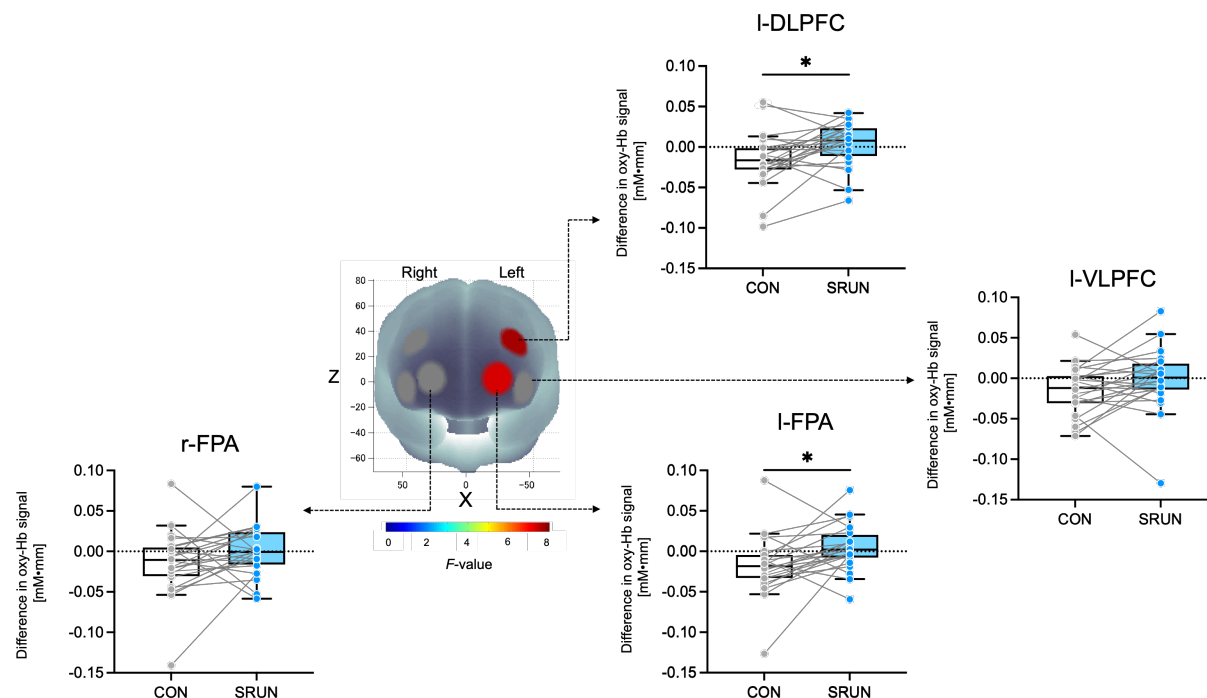 l-DLPFC
*
Difference in oxy-Hb signal
[mM•mm]
0.10
0.05
0.00
-0.05
-0.10
-0.15
CON SRUN
l-VLPFC
Difference in oxy-Hb signal
[mM•mm]
0.10
0.05
0.00
-0.05
-0.10
-0.15
CON SRUN
Right Left
Z
80
60
40
20
0
−20
−40
−60
50 0 −50
X
0 2 4 6 8
F-value
r-FPA
Difference in oxy-Hb signal
[mM•mm]
0.10
0.05
0.00
-0.05
-0.10
-0.15
CON SRUN
l-FPA
*
Difference in oxy-Hb signal
[mM•mm]
0.10
0.05
0.00
-0.05
-0.10
-0.15
CON SRUN